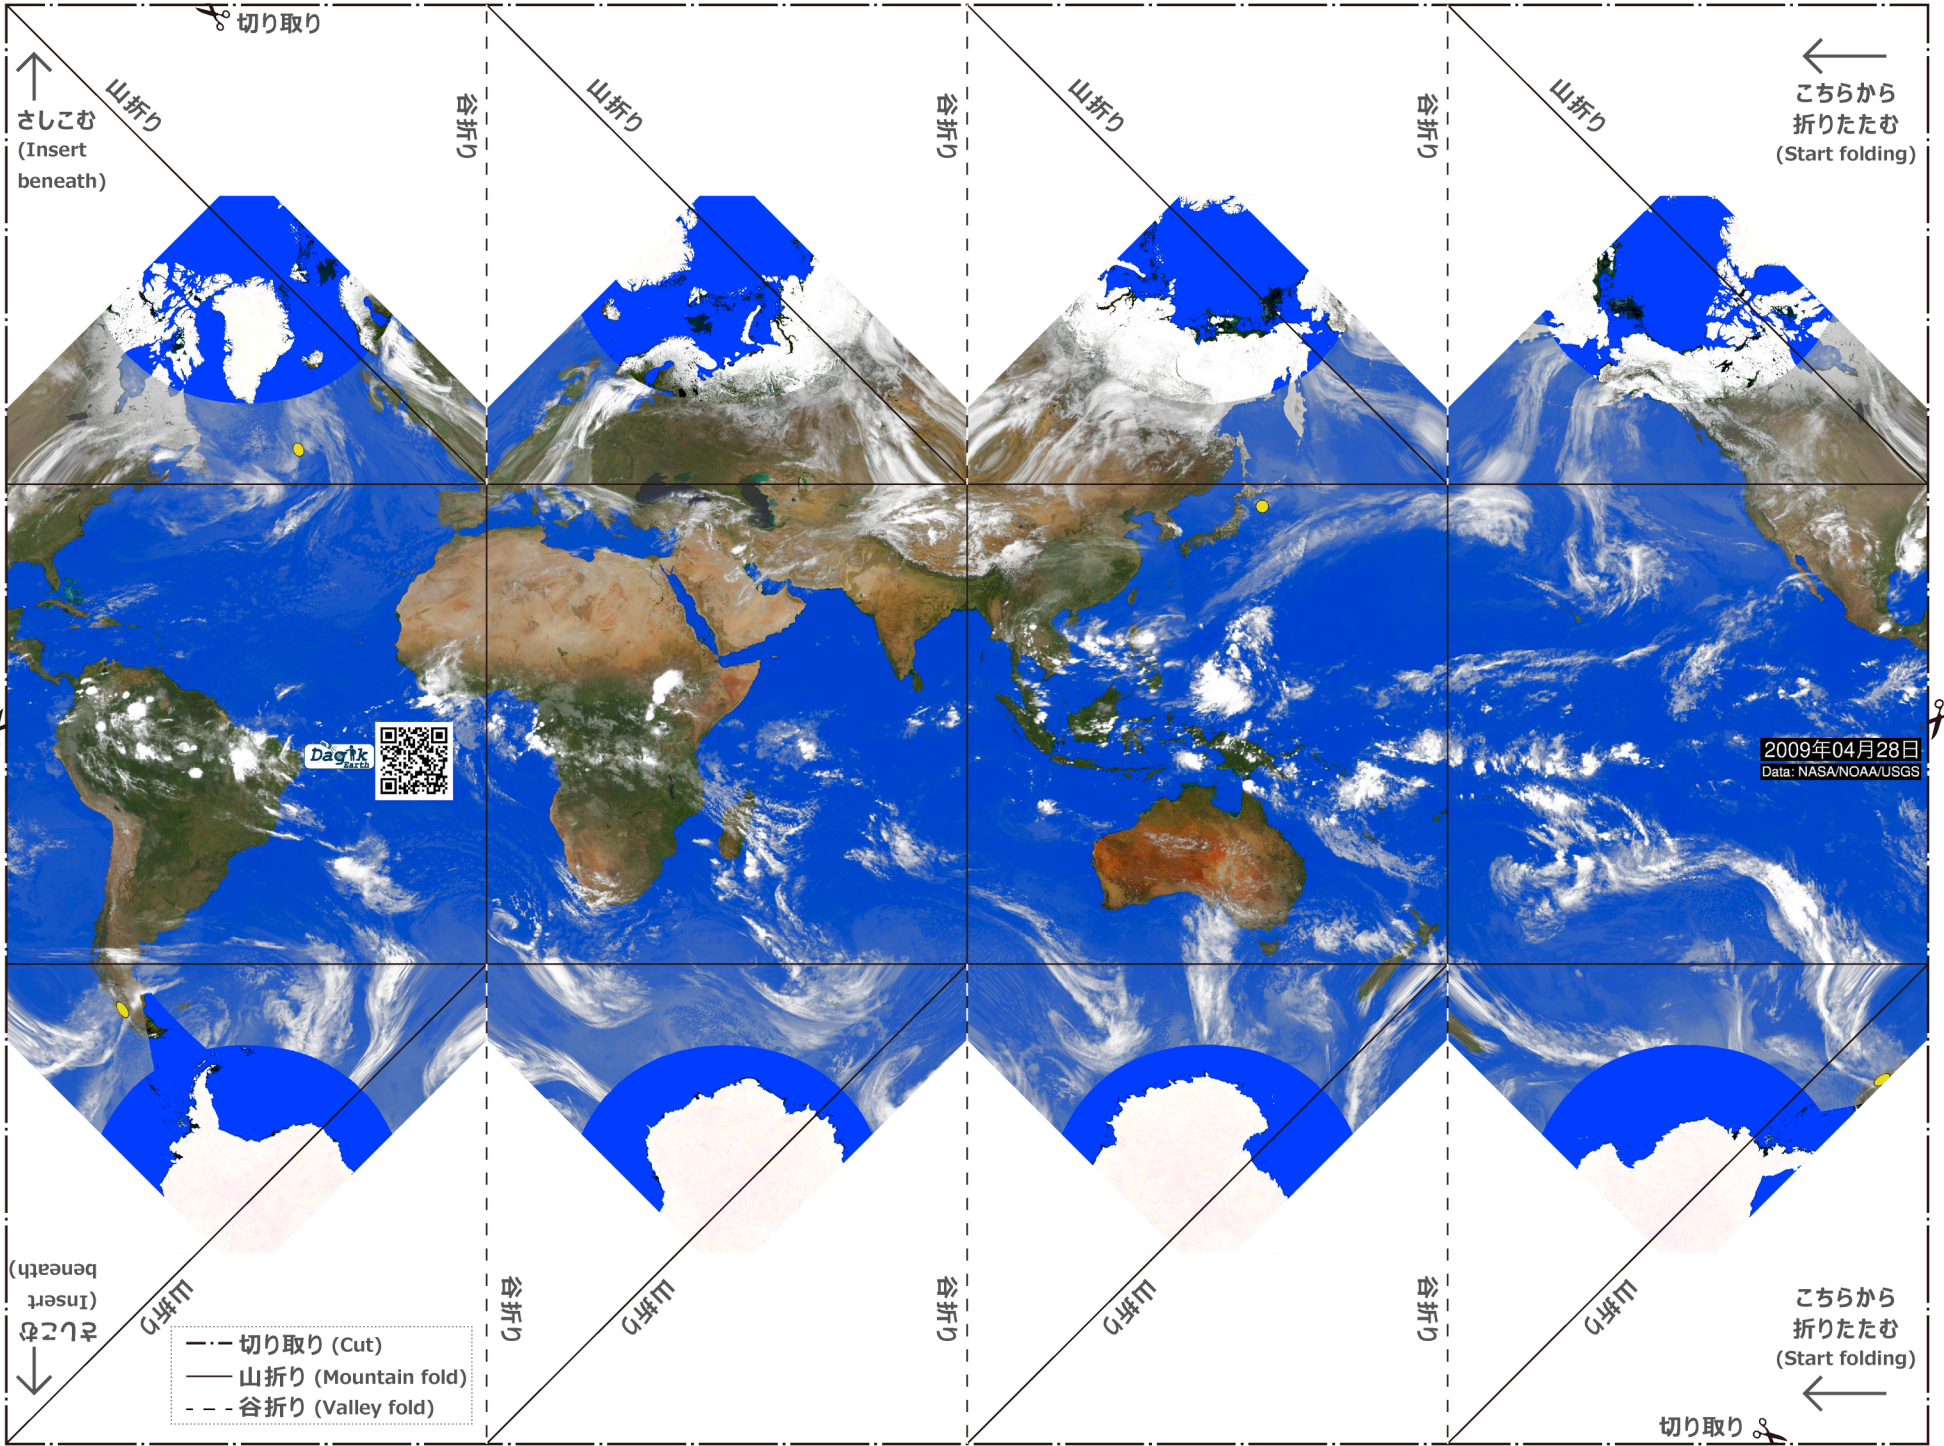 切り取り
山折り
谷折り
山折り
谷折り
山折り
谷折り
山折り
さしこむ
(Insert
beneath)
こちらから
折りたたむ
(Start folding)
Dagik
Earth
2009年04月28日
Data: NASA/NOAA/USGS
さしこむ
(Insert
beneath)
山折り
谷折り
山折り
谷折り
山折り
谷折り
山折り
こちらから
折りたたむ
(Start folding)
切り取り (Cut)
山折り (Mountain fold)
谷折り (Valley fold)
切り取り